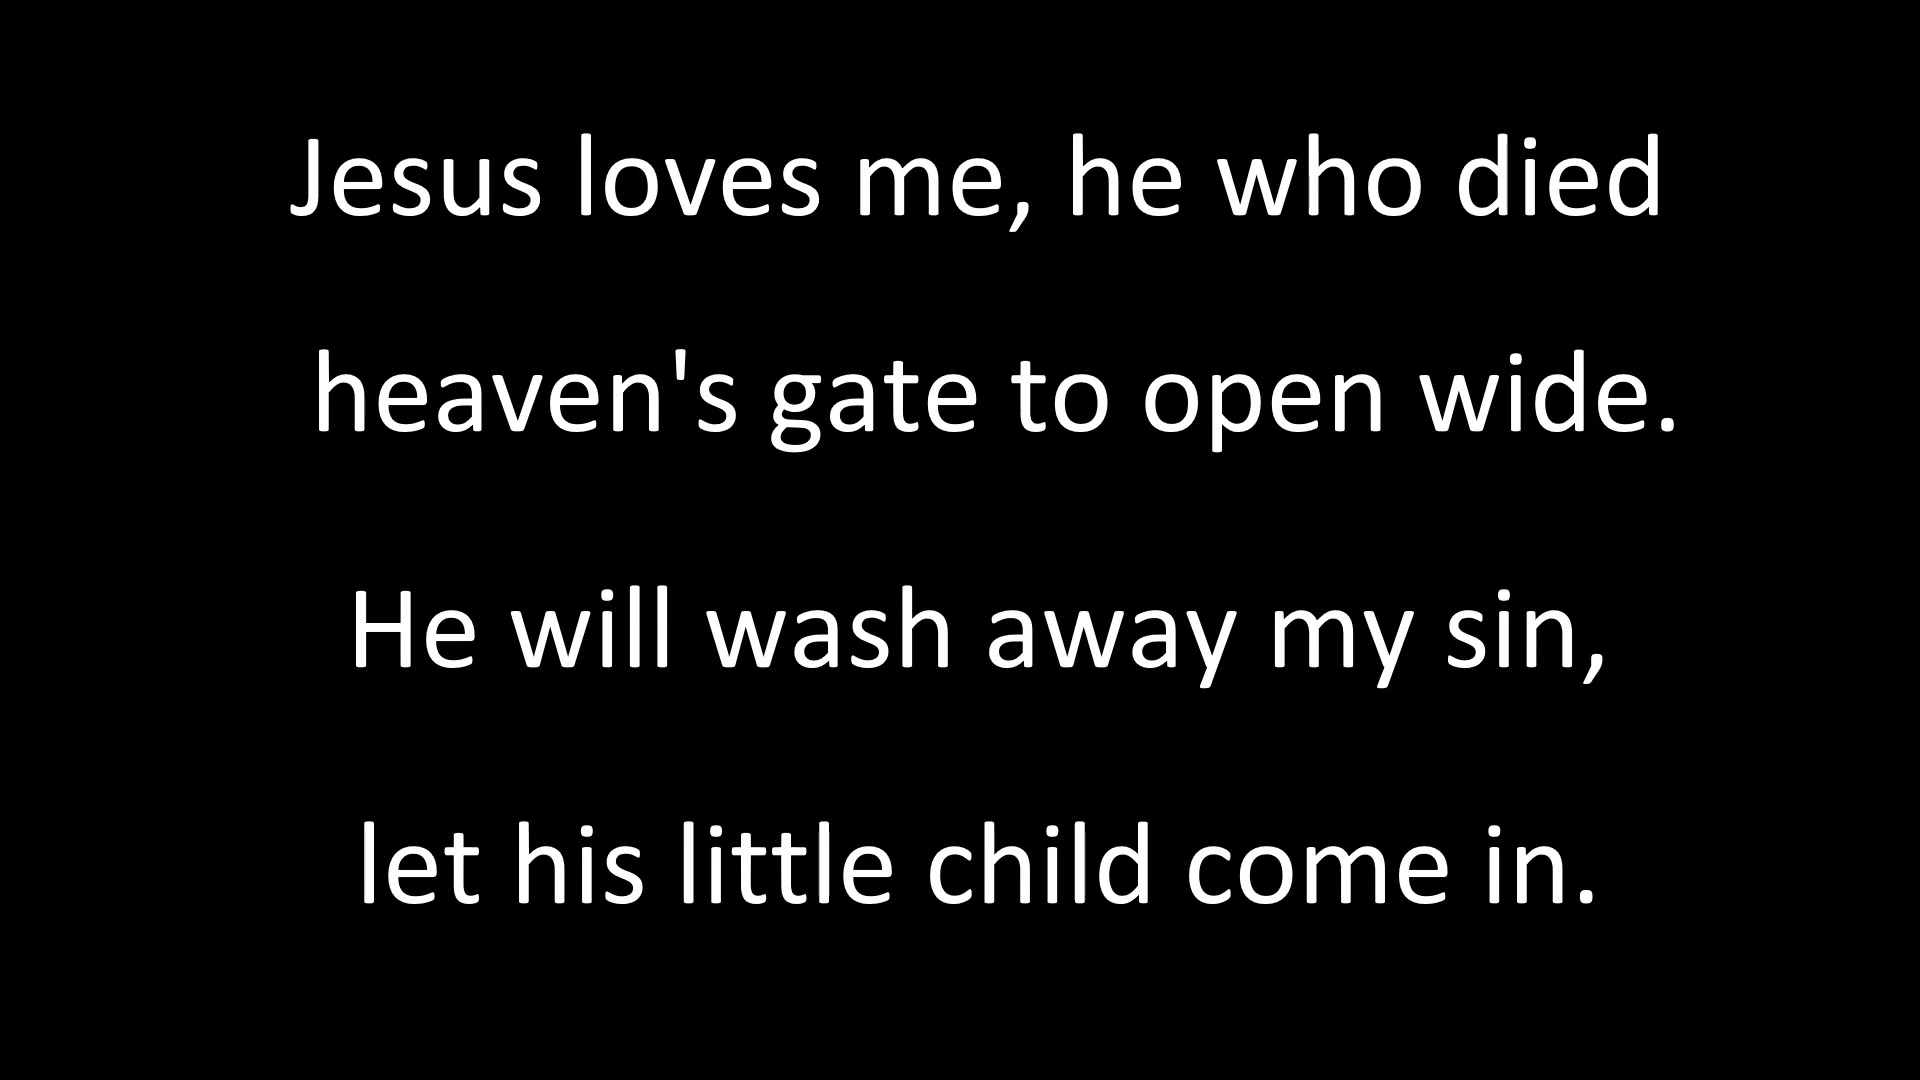 Jesus loves me, he who died
heaven's gate to open wide.
He will wash away my sin,
let his little child come in.